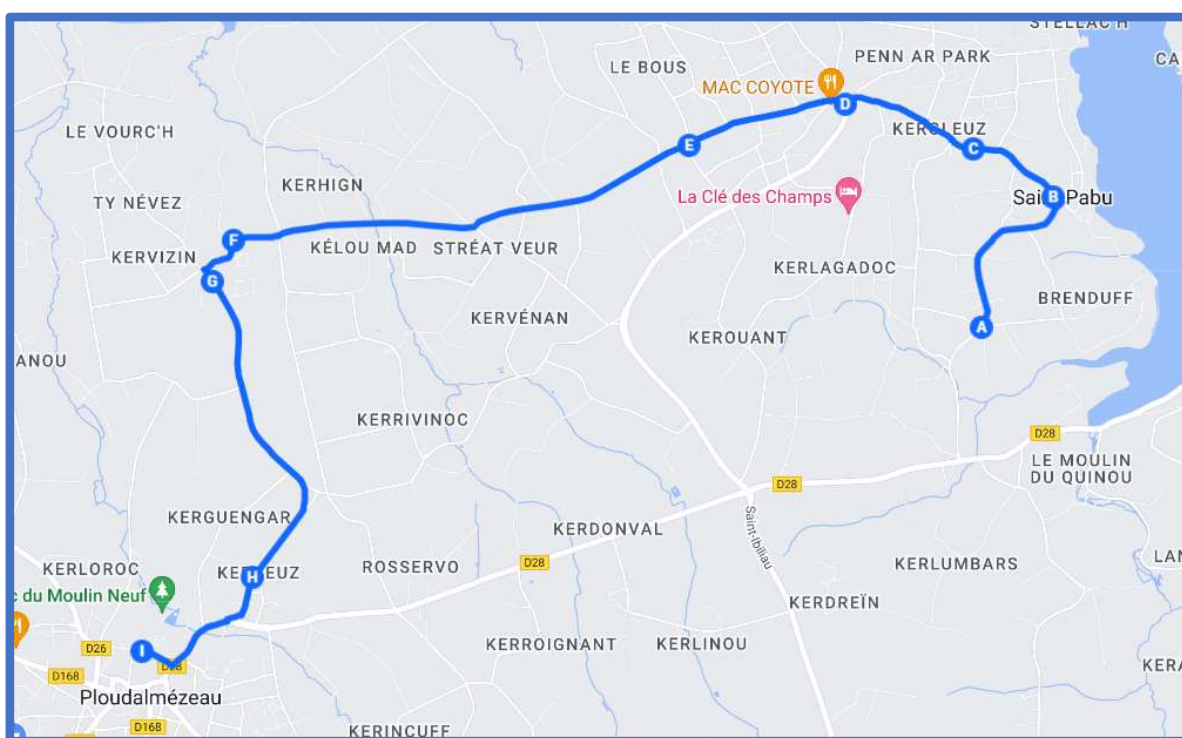 STELLAC'H
CA
PENN AR PARK
LE BOUS
MAC COYOTE
D
LE VOURC'H
KERGLEUZ
E
C
KERHIGN
TY NÉVEZ
La Clé des Champs
B
Pabu
F
KÉLOU MAD
STRÉAT VEUR
KERVIZIN
KERLAGADOC
G
BRENDUFF
KERVÉNAN
A
KEROUANT
ANOU
KERRIVINOC
D28
LE MOULIN
DU QUINOU
D28
KERGUENGAR
Saint-Ibiliau
KERDONVAL
LAN
KERLOROC
H
ROSSERVO
D28
KERLUMBARS
c du Moulin Neuf
KERDREÏN
KERROIGNANT
KERLINOU
D26
I
D28
KERA
D168
Ploudalmézeau
D168
KERINCUFF